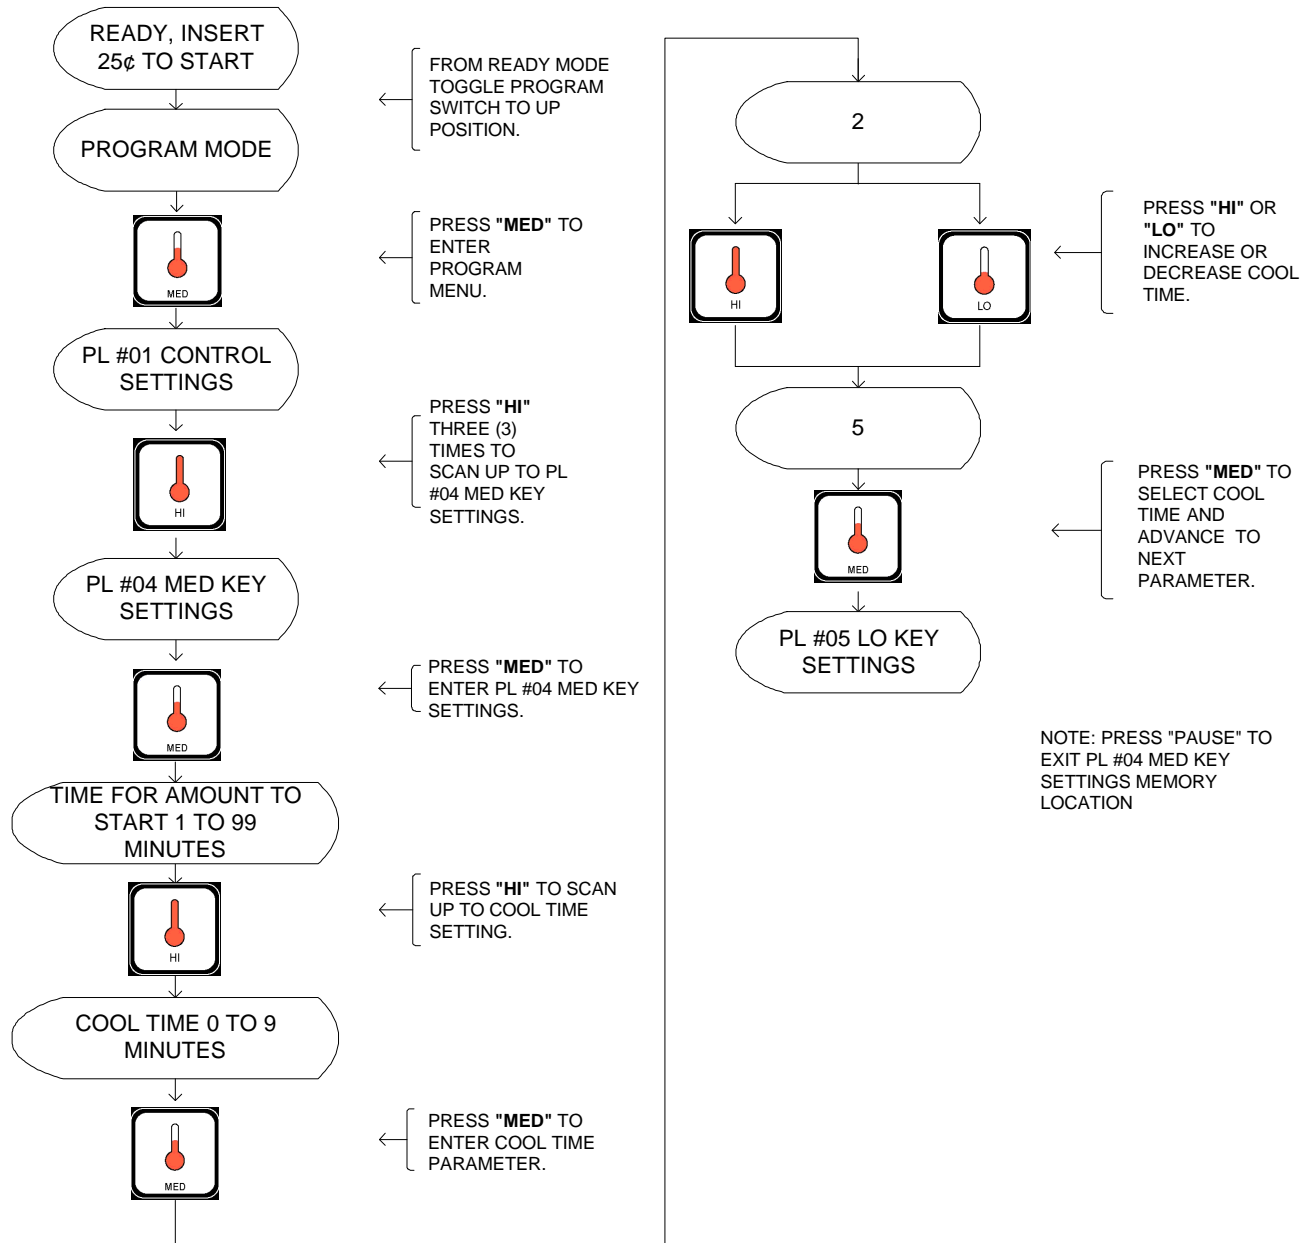 READY, INSERT
25¢ TO START
FROM READY MODE
TOGGLE PROGRAM
SWITCH TO UP
POSITION.
PROGRAM MODE
PRESS "MED" TO
ENTER
PROGRAM
MENU.
MED
PL #01 CONTROL
SETTINGS
PRESS "HI"
THREE (3)
TIMES TO
SCAN UP TO PL
#04 MED KEY
SETTINGS.
HI
PL #04 MED KEY
SETTINGS
PRESS "MED" TO
ENTER PL #04 MED KEY
SETTINGS.
MED
TIME FOR AMOUNT TO
START 1 TO 99
MINUTES
PRESS "HI" TO SCAN
UP TO COOL TIME
SETTING.
HI
COOL TIME 0 TO 9
MINUTES
PRESS "MED" TO
ENTER COOL TIME
PARAMETER.
MED
2
PRESS "HI" OR
"LO" TO
INCREASE OR
DECREASE COOL
TIME.
HI
LO
5
PRESS "MED" TO
SELECT COOL
TIME AND
ADVANCE TO
NEXT
PARAMETER.
MED
PL #05 LO KEY
SETTINGS
NOTE: PRESS "PAUSE" TO
EXIT PL #04 MED KEY
SETTINGS MEMORY
LOCATION